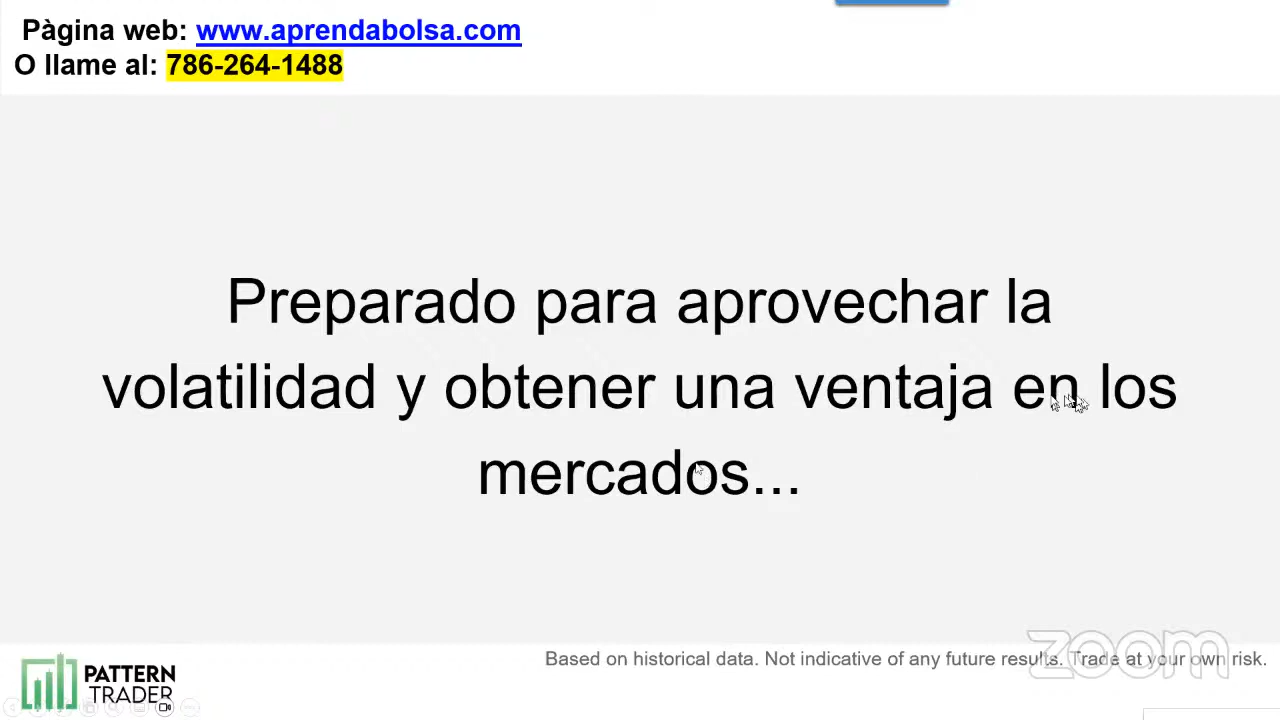 Pàgina web: www.aprendabolsa.com
O llame al: 786-264-1488
Preparado para aprovechar la
volatilidad y obtener una ventaja en los
mercados...
zoom
Based on historical data. Not indicative of any future results. Trade at your own risk.
PATTERN
TRADER